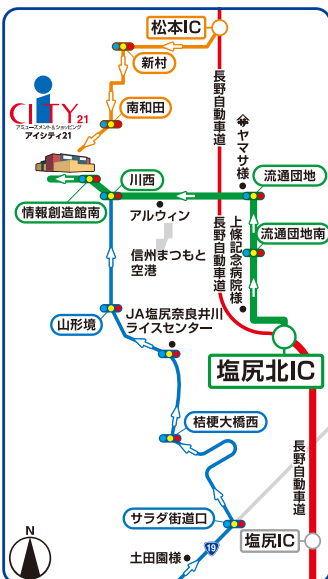 松本IC
新村
CiTY21
アミューズメント&ショッピング
アイシティ21
南和田
長野自動車道
ヤマサ様
川西
流通団地
情報創造館南
アルウィン
上條記念病院様
長野自動車道
流通団地南
信州まつもと
空港
山形境
JA塩尻奈良井川
ライスセンター
塩尻北IC
桔梗大橋西
長野自動車道
サラダ街道口
塩尻IC
19
土田園様
N